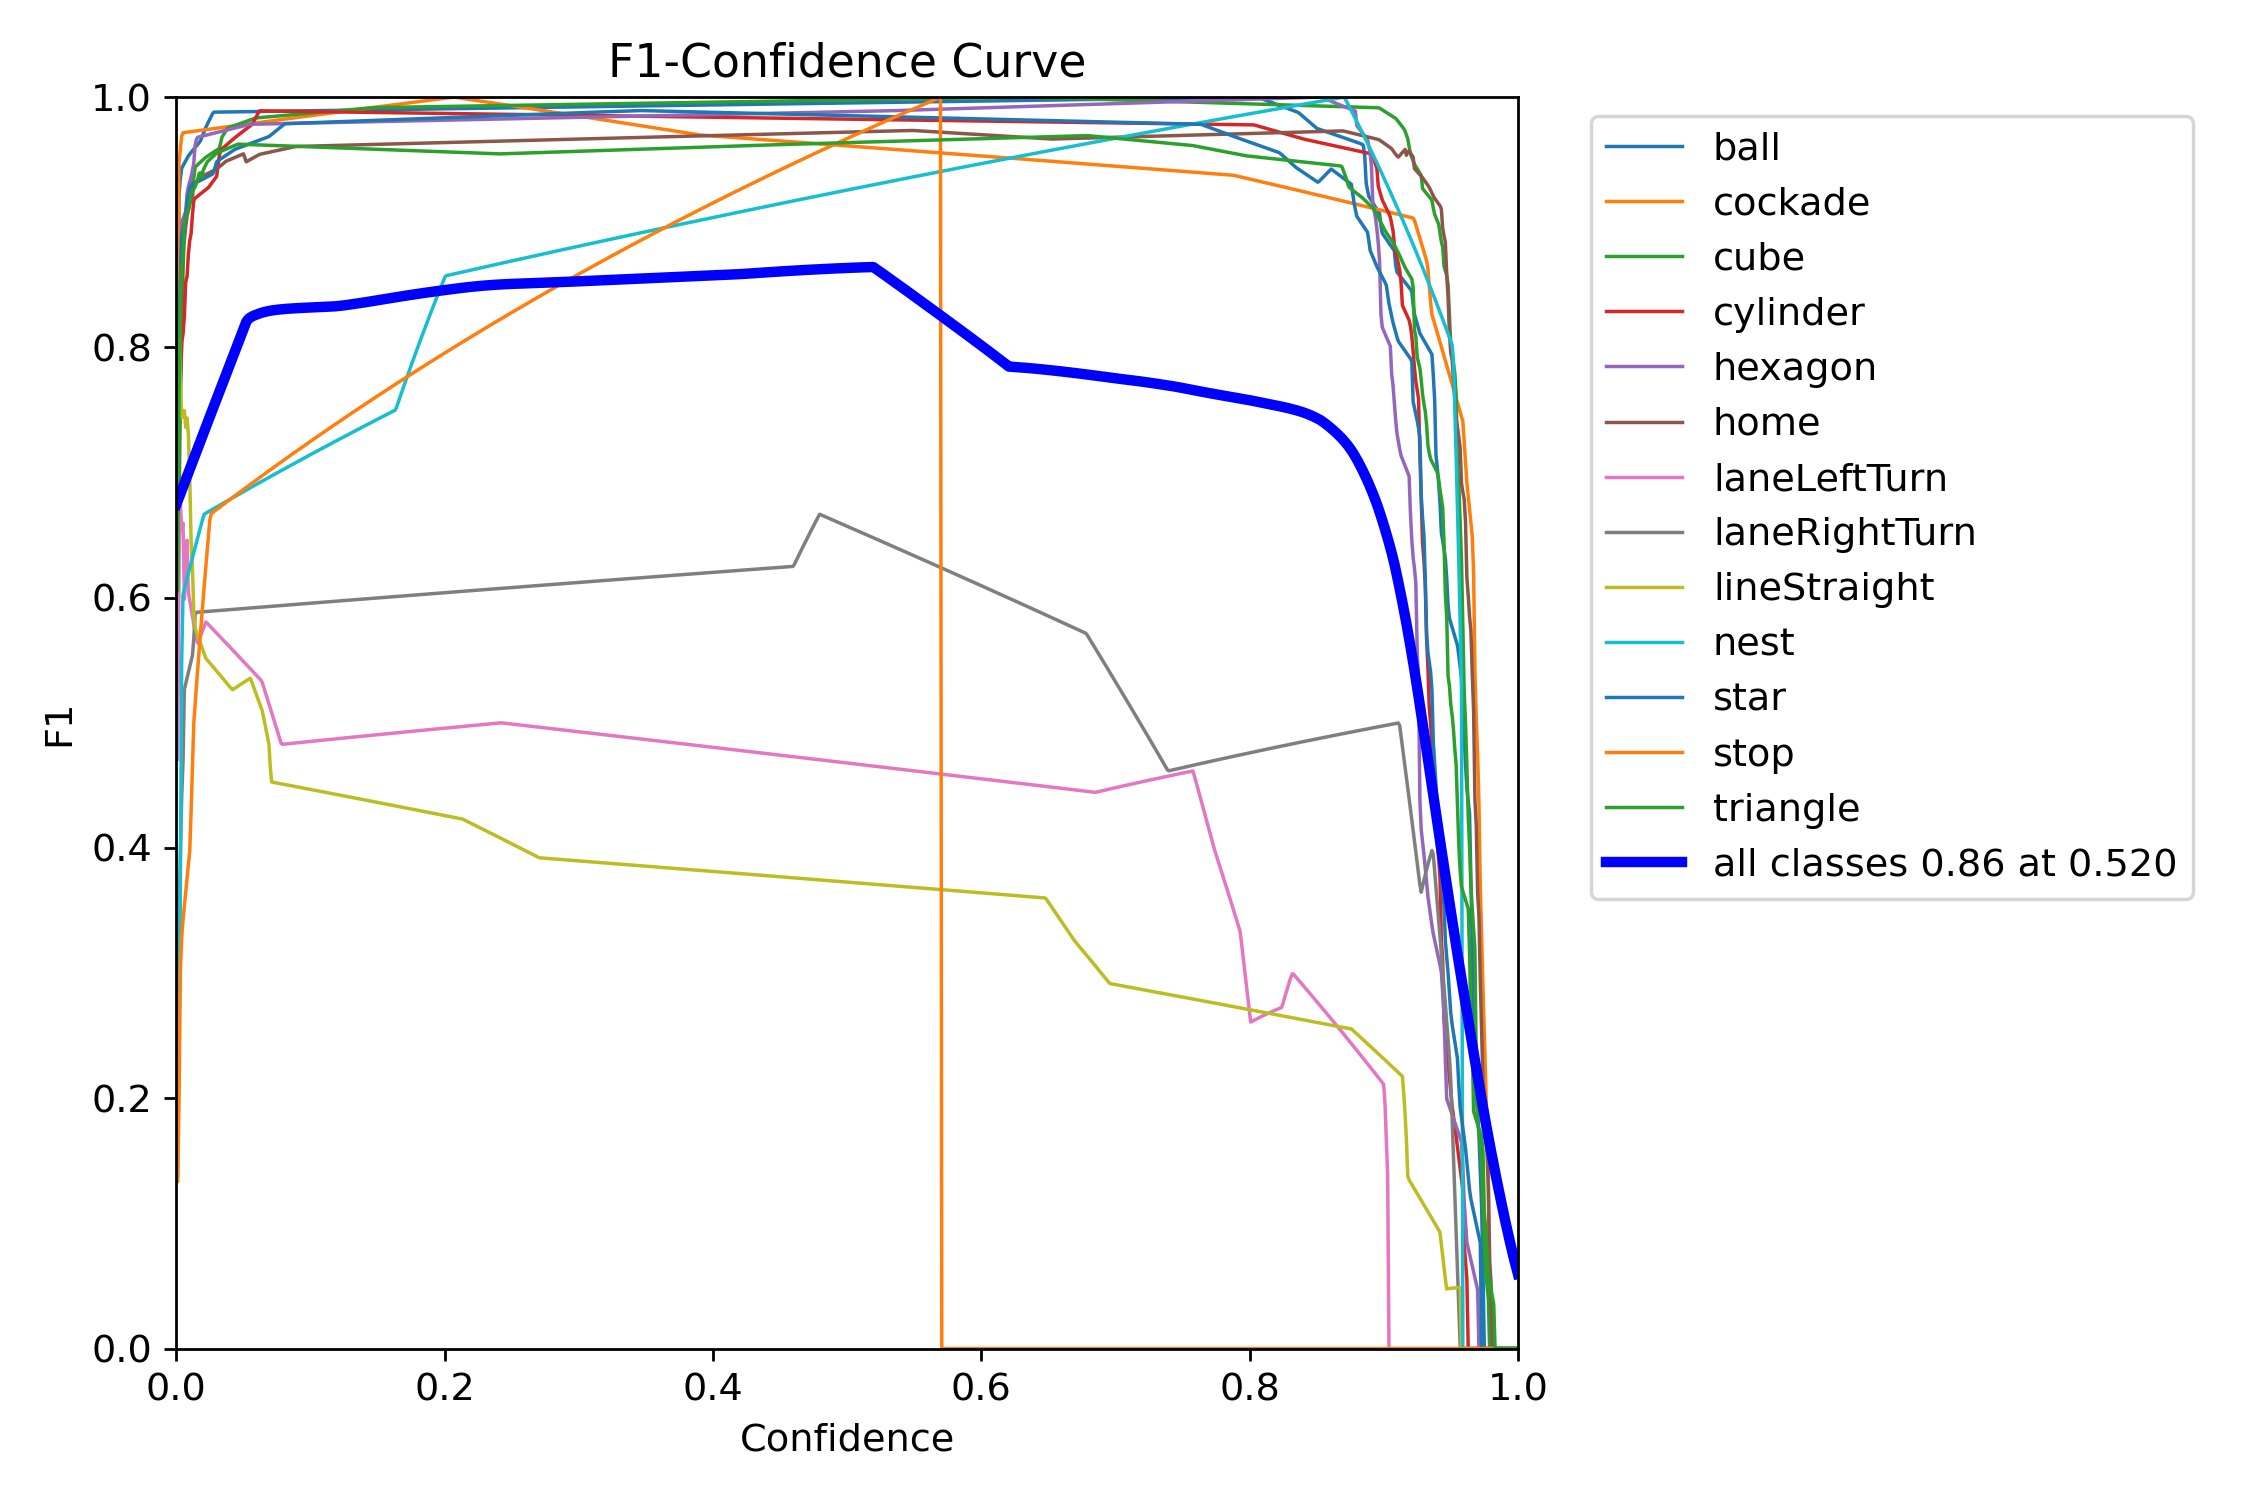 F1-Confidence Curve
1.0
0.8
0.6
0.4
0.2
0.0
F1
0.0 0.2 0.4 0.6 0.8 1.0
Confidence
ball
cockade
cube
cylinder
hexagon
home
laneLeftTurn
laneRightTurn
lineStraight
nest
star
stop
triangle
all classes 0.86 at 0.520